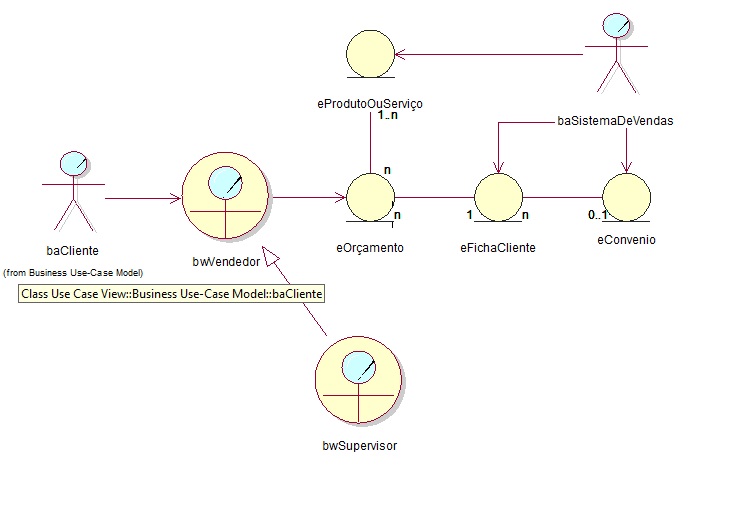 eProdutoOuServiço
1..n
baSistemaDeVendas
n
n
1
n
0..1
baCliente
(from Business Use-Case Model)
bwVendedor
eOrçamento
eFichaCliente
eConvenio
Class Use Case View::Business Use-Case Model::baCliente
bwSupervisor